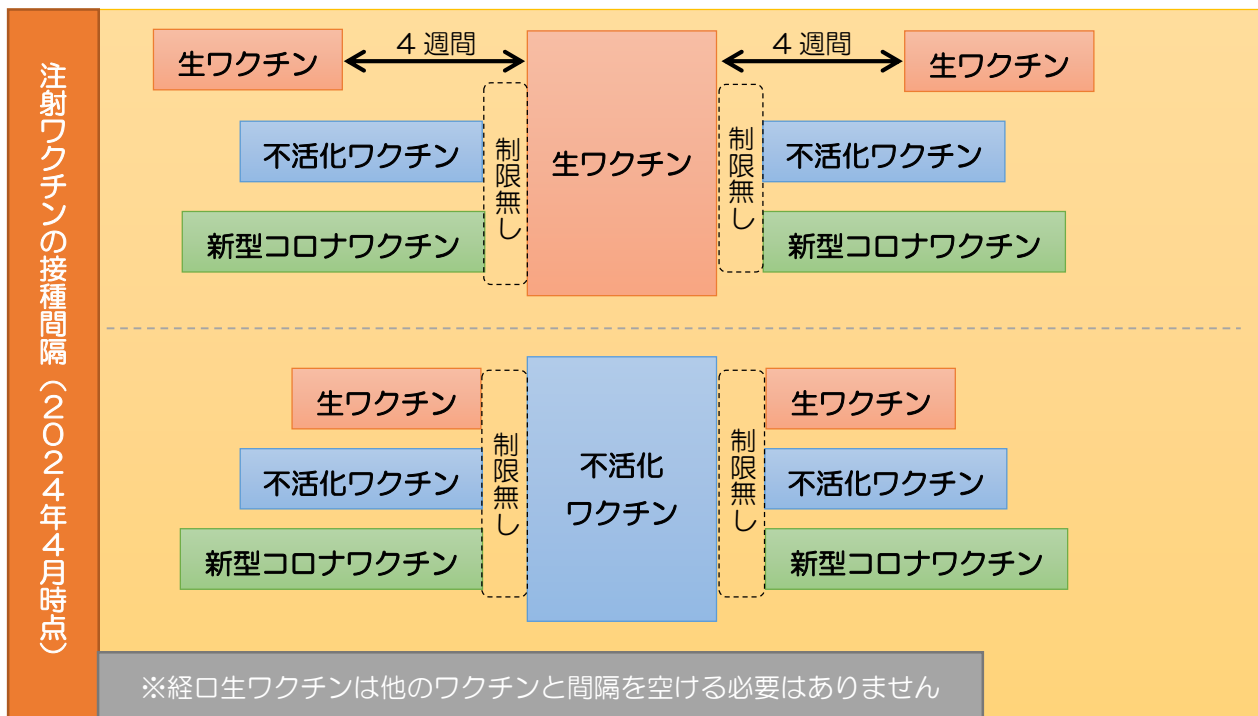 注射ワクチンの接種間隔（２０２４年４月時点）
生ワクチン
４週間
生ワクチン
４週間
生ワクチン
不活化ワクチン
制限無し
制限無し
不活化ワクチン
新型コロナワクチン
新型コロナワクチン
生ワクチン
不活化ワクチン
新型コロナワクチン
制限無し
不活化
ワクチン
制限無し
生ワクチン
不活化ワクチン
新型コロナワクチン
※経口生ワクチンは他のワクチンと間隔を空ける必要はありません